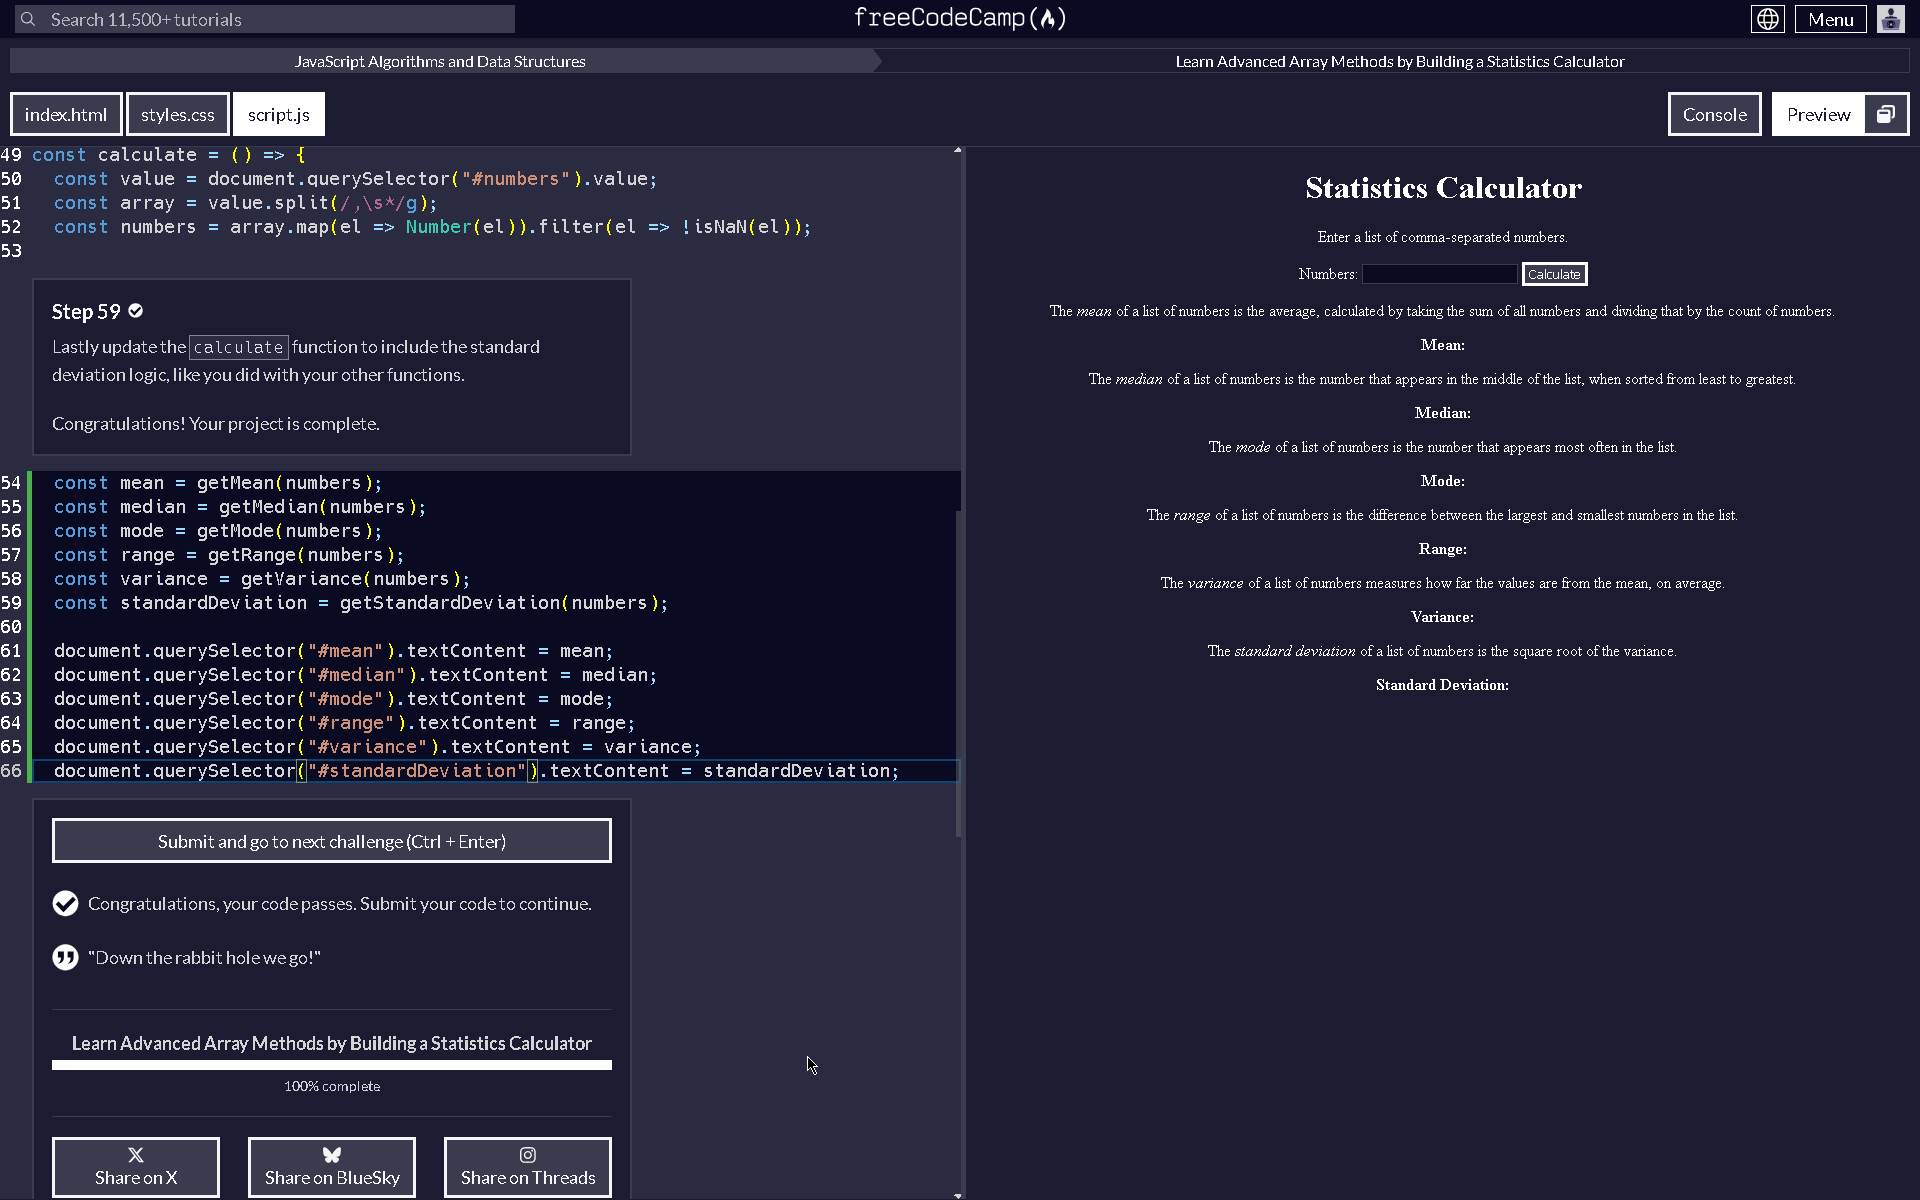 Search 11,500+ tutorials
freeCodeCamp
Menu
JavaScript Algorithms and Data Structures
Learn Advanced Array Methods by Building a Statistics Calculator
index.html
styles.css
script.js
Console
Preview
49 const calculate = () => {
50   const value = document.querySelector("#numbers").value;
51   const array = value.split(/,\s*/g);
52   const numbers = array.map(el => Number(el)).filter(el => !isNaN(el));
53
Step 59
Lastly update the calculate function to include the standard
deviation logic, like you did with your other functions.
Congratulations! Your project is complete.
54   const mean = getMean(numbers);
55   const median = getMedian(numbers);
56   const mode = getMode(numbers);
57   const range = getRange(numbers);
58   const variance = getVariance(numbers);
59   const standardDeviation = getStandardDeviation(numbers);
60
61   document.querySelector("#mean").textContent = mean;
62   document.querySelector("#median").textContent = median;
63   document.querySelector("#mode").textContent = mode;
64   document.querySelector("#range").textContent = range;
65   document.querySelector("#variance").textContent = variance;
66   document.querySelector("#standardDeviation").textContent = standardDeviation;
Submit and go to next challenge (Ctrl + Enter)
Congratulations, your code passes. Submit your code to continue.
"Down the rabbit hole we go!"
Learn Advanced Array Methods by Building a Statistics Calculator
100% complete
Share on X
Share on BlueSky
Share on Threads
Statistics Calculator
Enter a list of comma-separated numbers.
Numbers:
Calculate
The mean of a list of numbers is the average, calculated by taking the sum of all numbers and dividing that by the count of numbers.
Mean:
The median of a list of numbers is the number that appears in the middle of the list, when sorted from least to greatest.
Median:
The mode of a list of numbers is the number that appears most often in the list.
Mode:
The range of a list of numbers is the difference between the largest and smallest numbers in the list.
Range:
The variance of a list of numbers measures how far the values are from the mean, on average.
Variance:
The standard deviation of a list of numbers is the square root of the variance.
Standard Deviation: